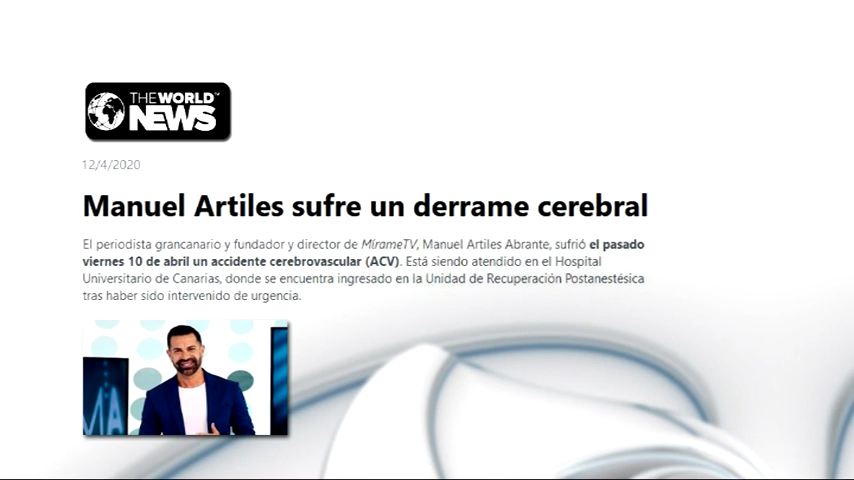 THE WORLD™
NEWS
12/4/2020
Manuel Artiles sufre un derrame cerebral
El periodista grancanario y fundador y director de MírameTV, Manuel Artiles Abrante, sufrió el pasado
viernes 10 de abril un accidente cerebrovascular (ACV). Está siendo atendido en el Hospital
Universitario de Canarias, donde se encuentra ingresado en la Unidad de Recuperación Postanestésica
tras haber sido intervenido de urgencia.
MA